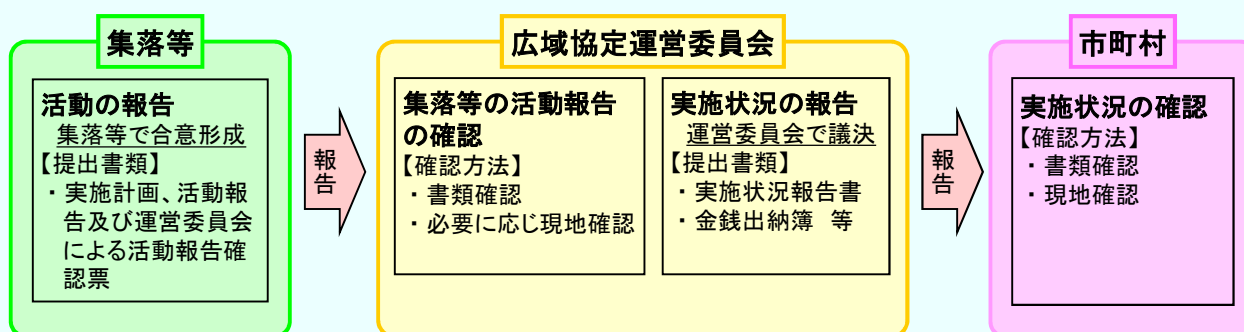 集落等
活動の報告
集落等で合意形成
【提出書類】
・実施計画、活動報
告及び運営委員会
による活動報告確
認票
報告
広域協定運営委員会
集落等の活動報告
の確認
【確認方法】
・書類確認
・必要に応じ現地確認
実施状況の報告
運営委員会で議決
【提出書類】
・実施状況報告書
・金銭出納簿 等
報告
市町村
実施状況の確認
【確認方法】
・書類確認
・現地確認